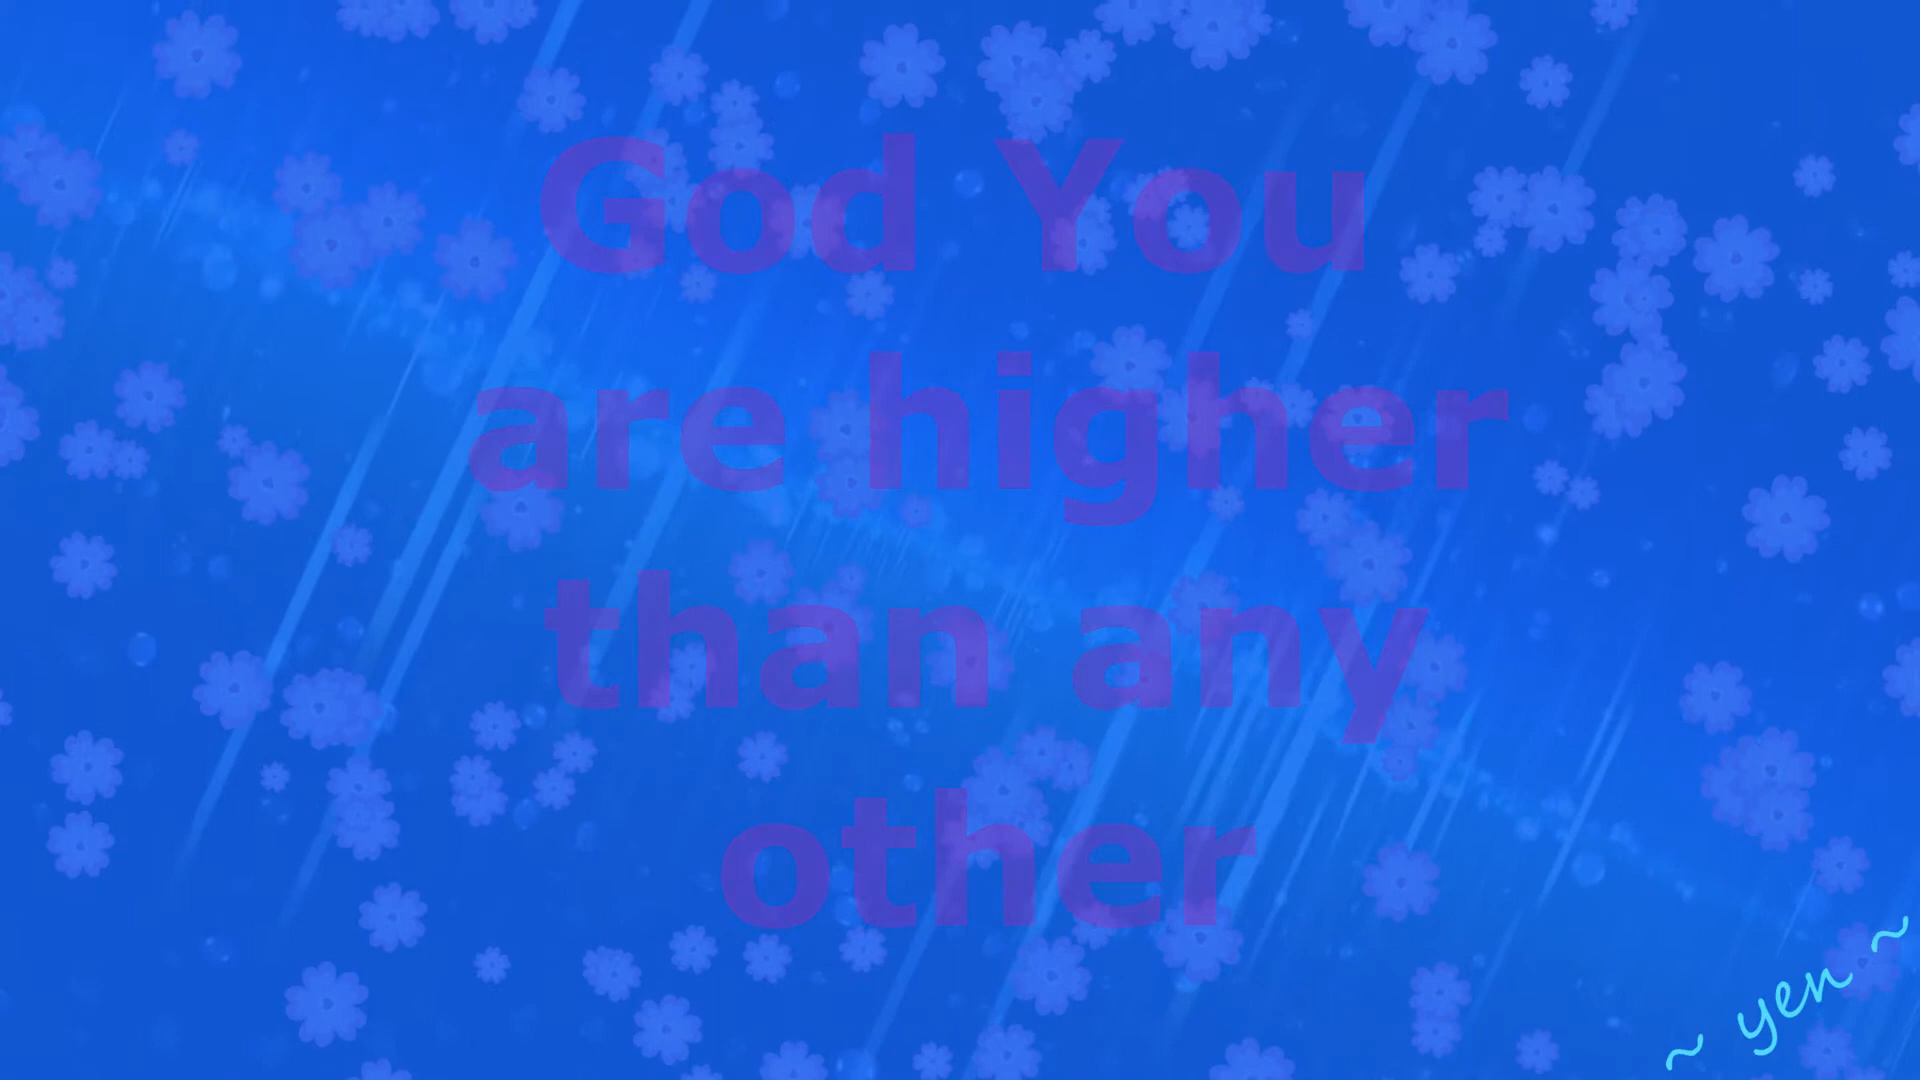 God You
are higher
than any
other
~ yen ~